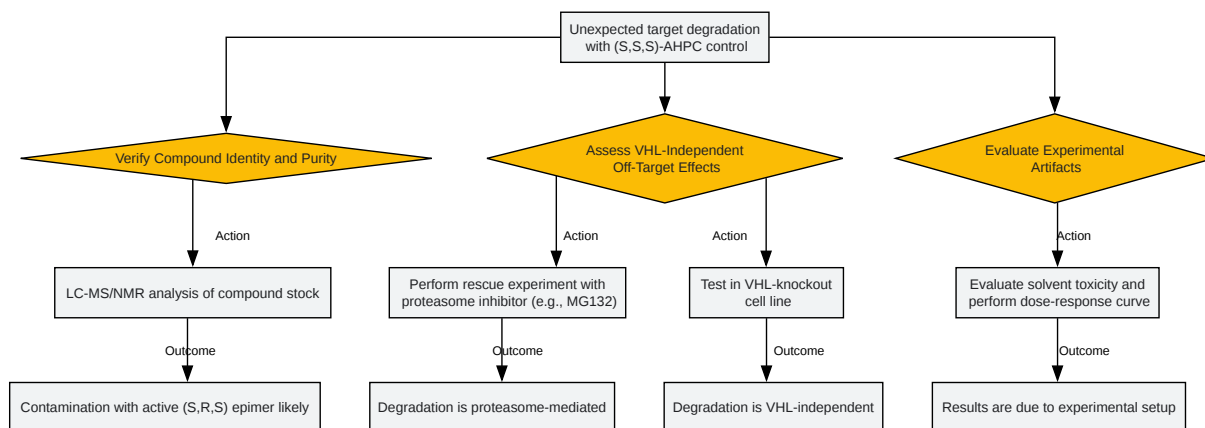 Unexpected target degradation
with (S,S,S)-AHPC control
Verify Compound Identity and Purity
Assess VHL-Independent
Off-Target Effects
Evaluate Experimental
Artifacts
Action
Action
Action
Action
LC-MS/NMR analysis of compound stock
Perform rescue experiment with
proteasome inhibitor (e.g., MG132)
Test in VHL-knockout
cell line
Evaluate solvent toxicity and
perform dose-response curve
Outcome
Outcome
Outcome
Outcome
Contamination with active (S,R,S) epimer likely
Degradation is proteasome-mediated
Degradation is VHL-independent
Results are due to experimental setup